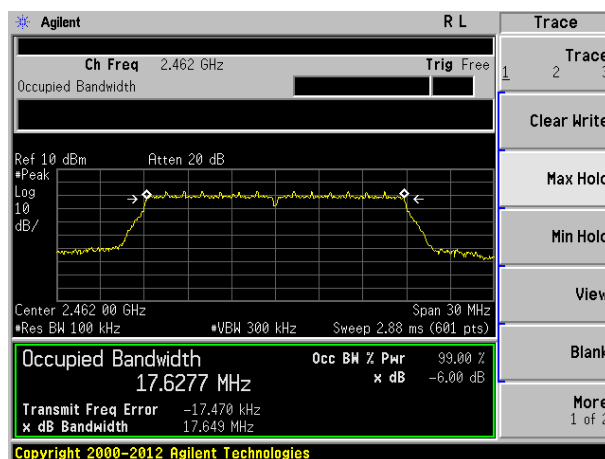 Agilent R L Trace
Ch Freq 2.462 GHz Trig Free
Occupied Bandwidth
Trace
1 2 3
Clear Write
Max Hold
Min Hold
View
Blank
More
1 of 2
Ref 10 dBm Atten 20 dB
#Peak
Log
10
dB/
Center 2.462 00 GHz Span 30 MHz
#Res BW 100 kHz #VBW 300 kHz Sweep 2.88 ms (601 pts)
Occupied Bandwidth Occ BW % Pwr 99.00 %
17.6277 MHz x dB -6.00 dB
Transmit Freq Error -17.470 kHz
x dB Bandwidth 17.649 MHz
Copyright 2000-2012 Agilent Technologies